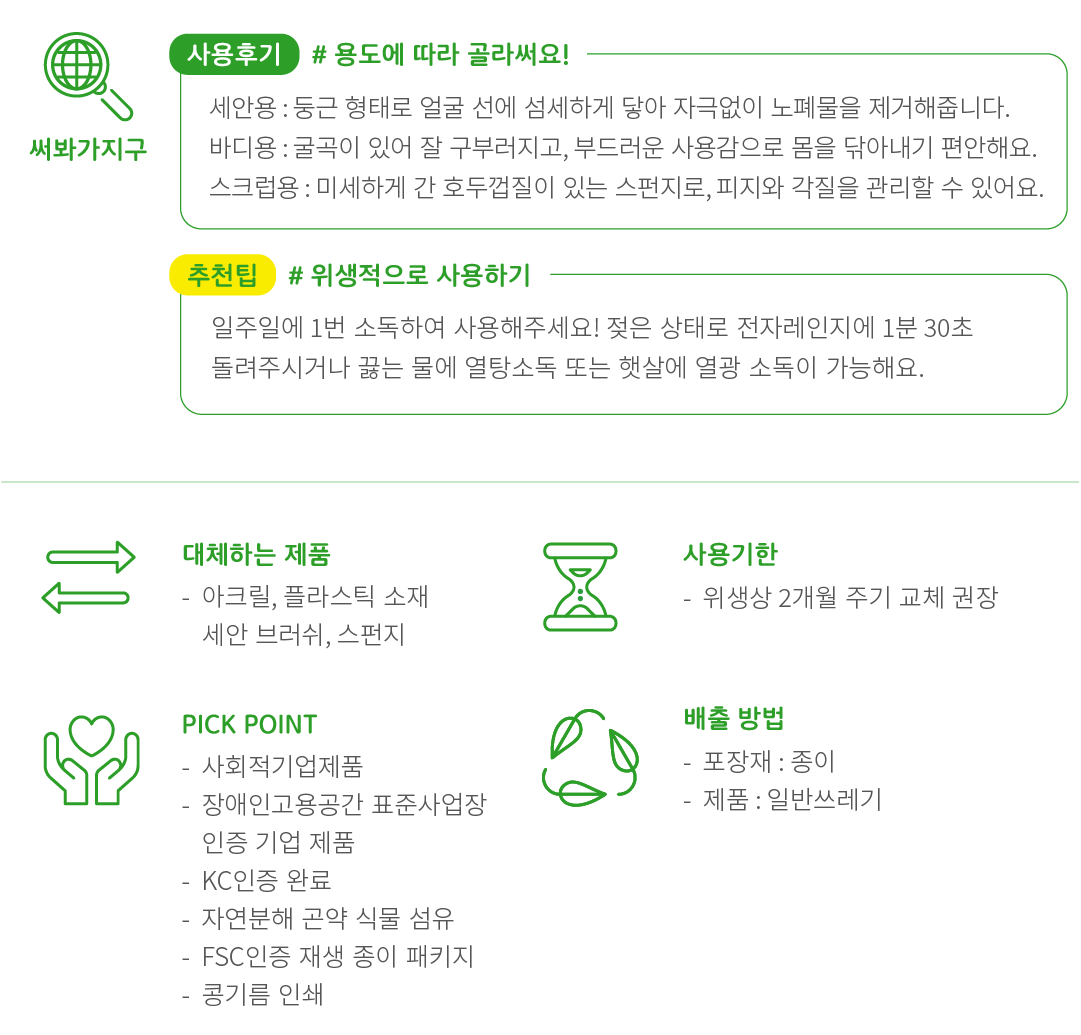 써봐가지구
사용후기 # 용도에 따라 골라써요!
세안용 : 둥근 형태로 얼굴 선에 섬세하게 닿아 자극없이 노폐물을 제거해줍니다.
바디용 : 굴곡이 있어 잘 구부러지고, 부드러운 사용감으로 몸을 닦아내기 편안해요.
스크럽용 : 미세하게 간 호두껍질이 있는 스펀지로, 피지와 각질을 관리할 수 있어요.
추천팁 # 위생적으로 사용하기
일주일에 1번 소독하여 사용해주세요! 젖은 상태로 전자레인지에 1분 30초
돌려주시거나 끓는 물에 열탕소독 또는 햇살에 열광 소독이 가능해요.
대체하는 제품
- 아크릴, 플라스틱 소재
세안 브러쉬, 스펀지
사용기한
- 위생상 2개월 주기 교체 권장
PICK POINT
- 사회적기업제품
- 장애인고용공간 표준사업장
인증 기업 제품
- KC인증 완료
- 자연분해 곤약 식물 섬유
- FSC인증 재생 종이 패키지
- 콩기름 인쇄
배출 방법
- 포장재 : 종이
- 제품 : 일반쓰레기